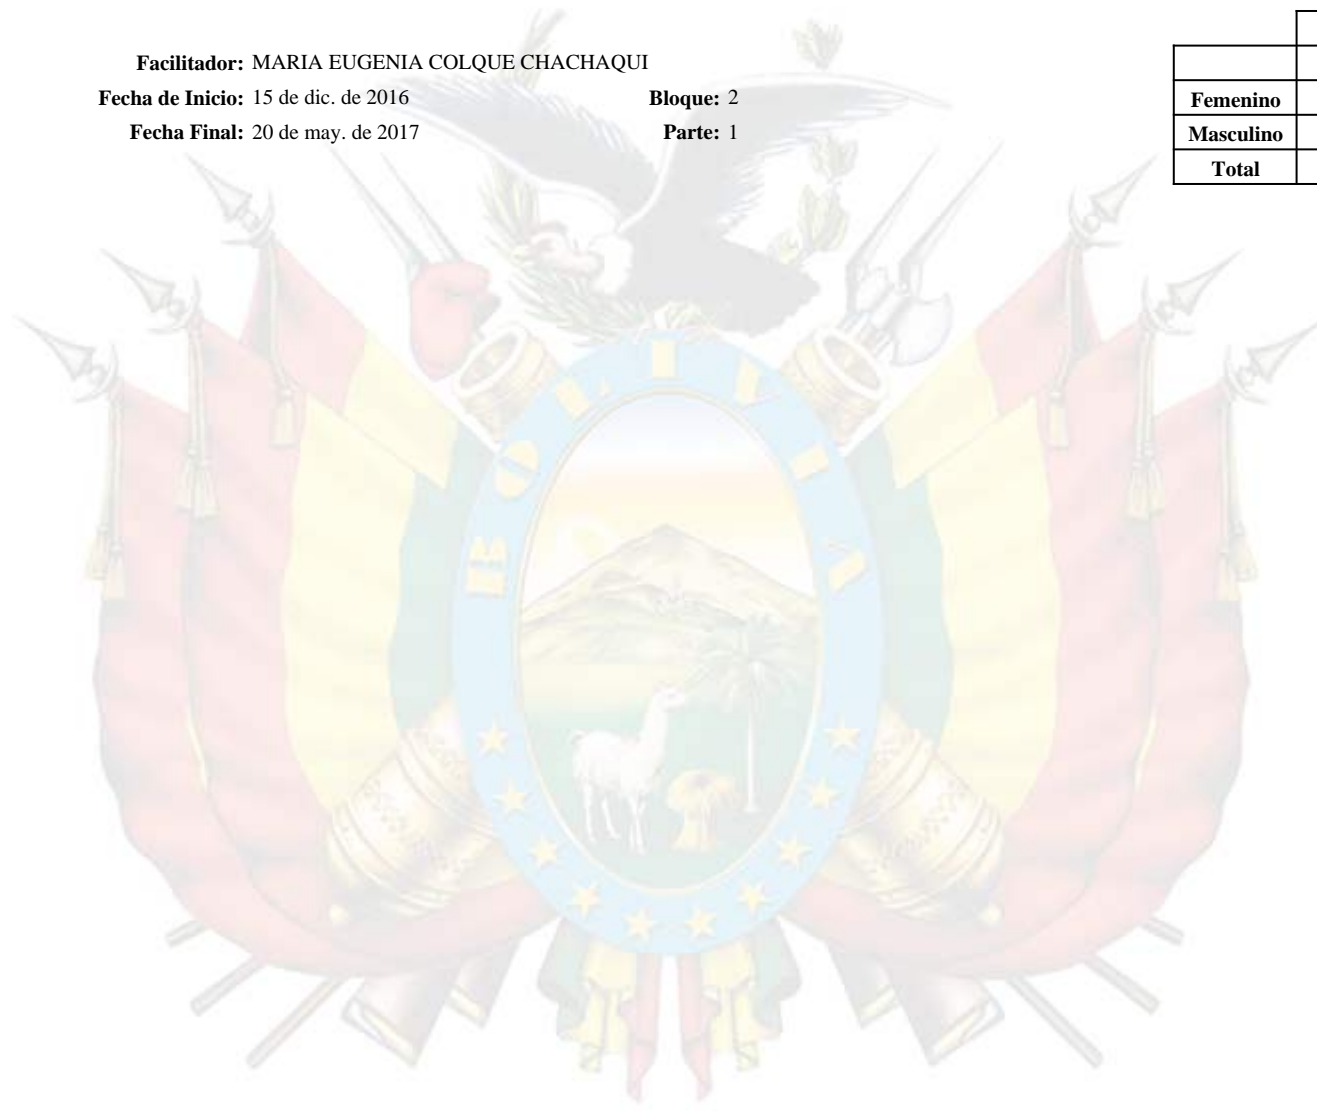 Facilitador: MARIA EUGENIA COLQUE CHACHAQUI
Fecha de Inicio: 15 de dic. de 2016 Bloque: 2
Fecha Final: 20 de may. de 2017 Parte: 1
Femenino
Masculino
Total
BOLIVIA